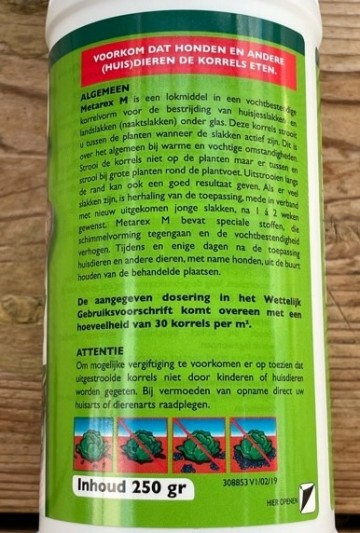 VOORKOM DAT HONDEN EN ANDERE
(HUIS)DIEREN DE KORRELS ETEN.
ALGEMEEN
Metarex M is een lokmiddel in een vochtbestendige
korrelvorm voor de bestrijding van huisjesslakken en
landslakken (naaktslakken) onder glas. Deze korrels strooit
u tussen de planten wanneer de slakken actief zijn. Dit is
over het algemeen bij warme en vochtige omstandigheden.
Strooi de korrels niet op de planten maar er tussen en
strooi bij grote planten rond de plantvoet. Uitstrooien langs
de rand kan ook een goed resultaat geven. Als er veel
slakken zijn, is herhaling van de toepassing, mede in verband
met nieuw uitgekomen jonge slakken, na 1 à 2 weken
gewenst. Metarex M bevat speciale stoffen, die
schimmelvorming tegengaan en de vochtbestendigheid
verhogen. Tijdens en enige dagen na de toepassing
huisdieren en andere dieren, met name honden, uit de buurt
houden van de behandelde plaatsen.
De aangegeven dosering in het Wettelijk
Gebruiksvoorschrift komt overeen met een
hoeveelheid van 30 korrels per m².
ATTENTIE
Om mogelijke vergiftiging te voorkomen er op toezien dat
uitgestrooide korrels niet door kinderen of huisdieren
worden gegeten. Bij vermoeden van opname direct uw
huisarts of dierenarts raadplegen.
Inhoud 250 gr
308853 V1/02/19
HIER OPENEN